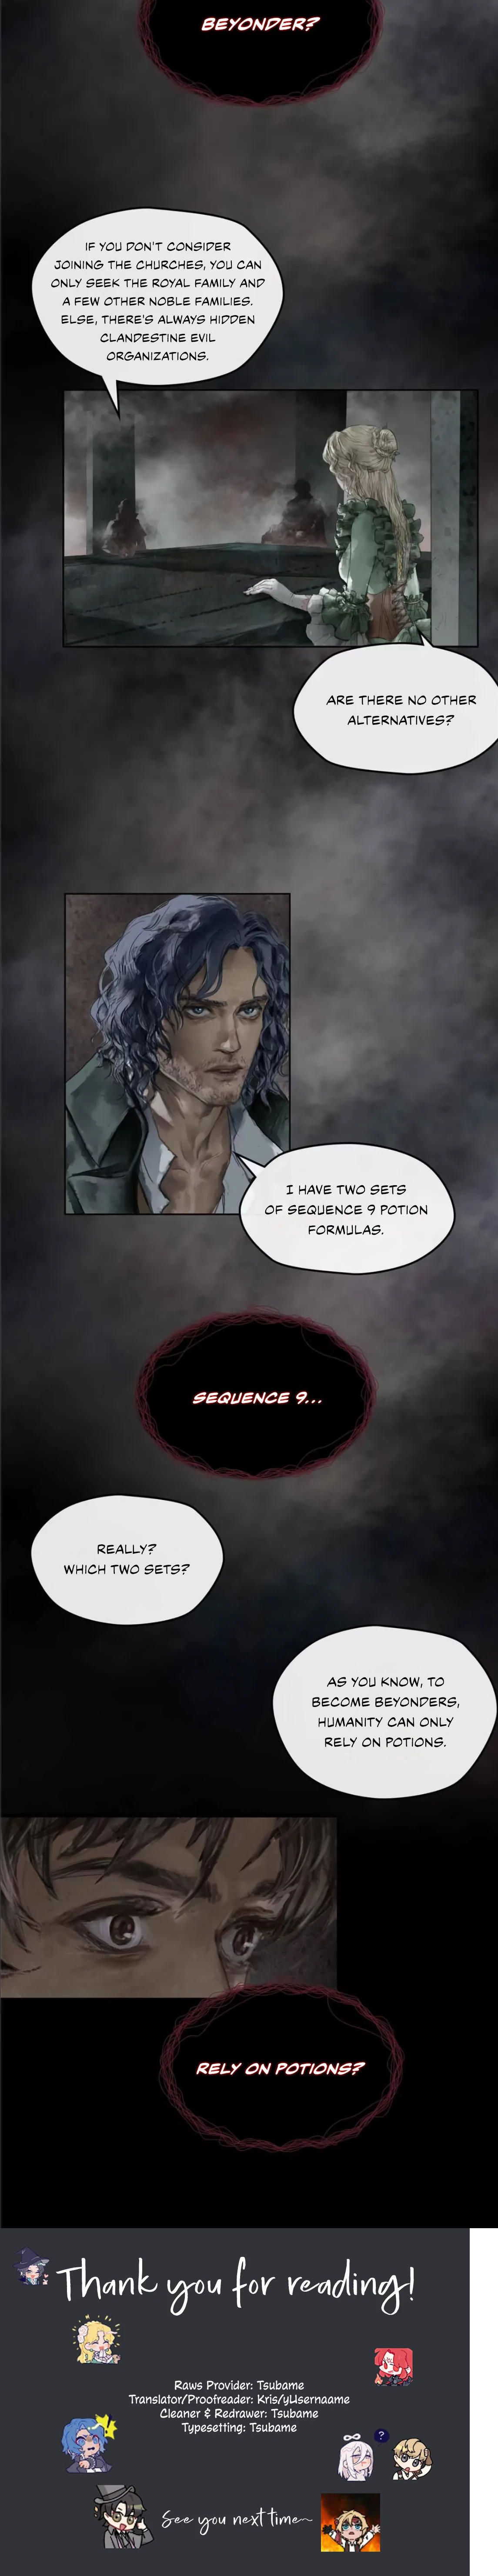 BEYONDER?
IF YOU DON'T CONSIDER
JOINING THE CHURCHES, YOU CAN
ONLY SEEK THE ROYAL FAMILY AND
A FEW OTHER NOBLE FAMILIES.
ELSE, THERE'S ALWAYS HIDDEN
CLANDESTINE EVIL
ORGANIZATIONS.
ARE THERE NO OTHER
ALTERNATIVES?
I HAVE TWO SETS
OF SEQUENCE 9 POTION
FORMULAS.
SEQUENCE 9...
REALLY?
WHICH TWO SETS?
AS YOU KNOW, TO
BECOME BEYONDERS,
HUMANITY CAN ONLY
RELY ON POTIONS.
RELY ON POTIONS?
Thank you for reading!
Raws Provider: Tsubame
Translator/Proofreader: Kris/yUsernaame
Cleaner & Redrawer: Tsubame
Typesetting: Tsubame
?
See you next time~